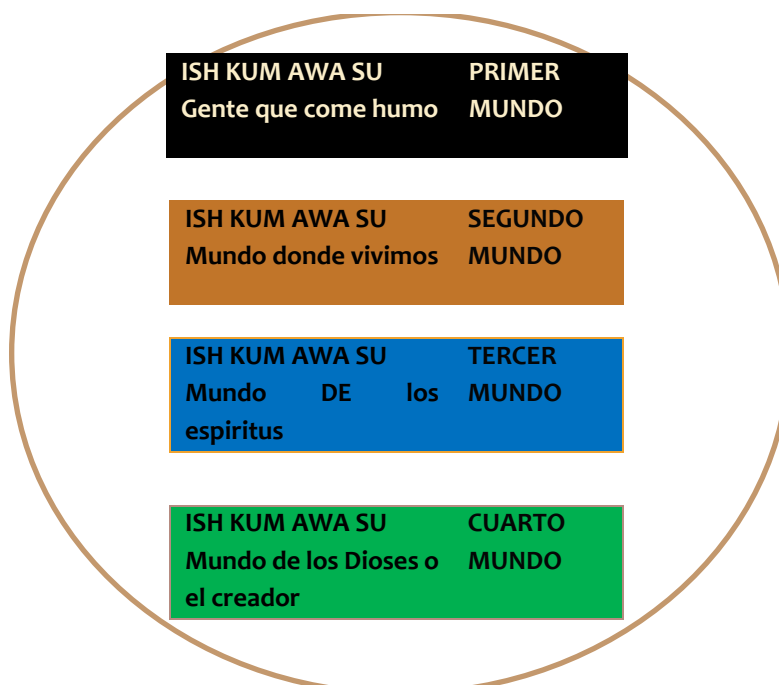 ISH KUM AWA SU PRIMER
Gente que come humo MUNDO
ISH KUM AWA SU SEGUNDO
Mundo donde vivimos MUNDO
ISH KUM AWA SU TERCER
Mundo DE los MUNDO
espiritus
ISH KUM AWA SU CUARTO
Mundo de los Dioses o MUNDO
el creador